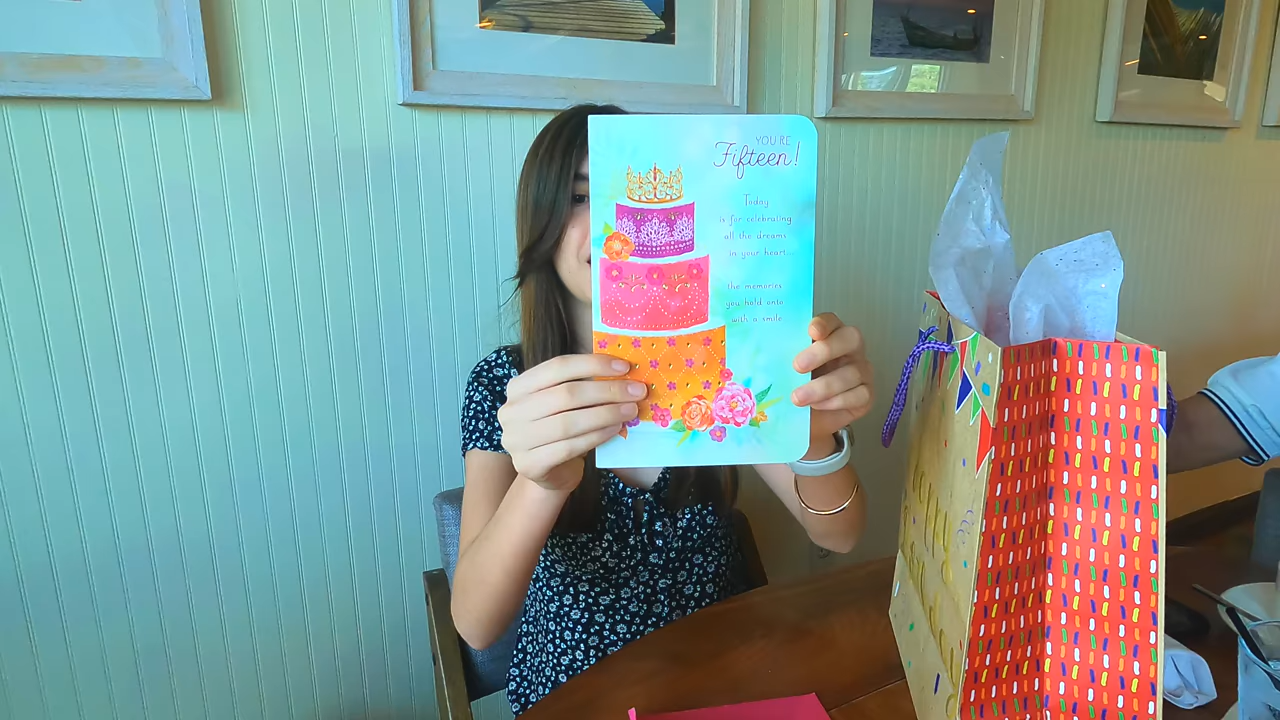 YOU'RE
Fifteen!
Today
is for celebrating
all the dreams
in your heart...
the memories
you hold onto
with a smile